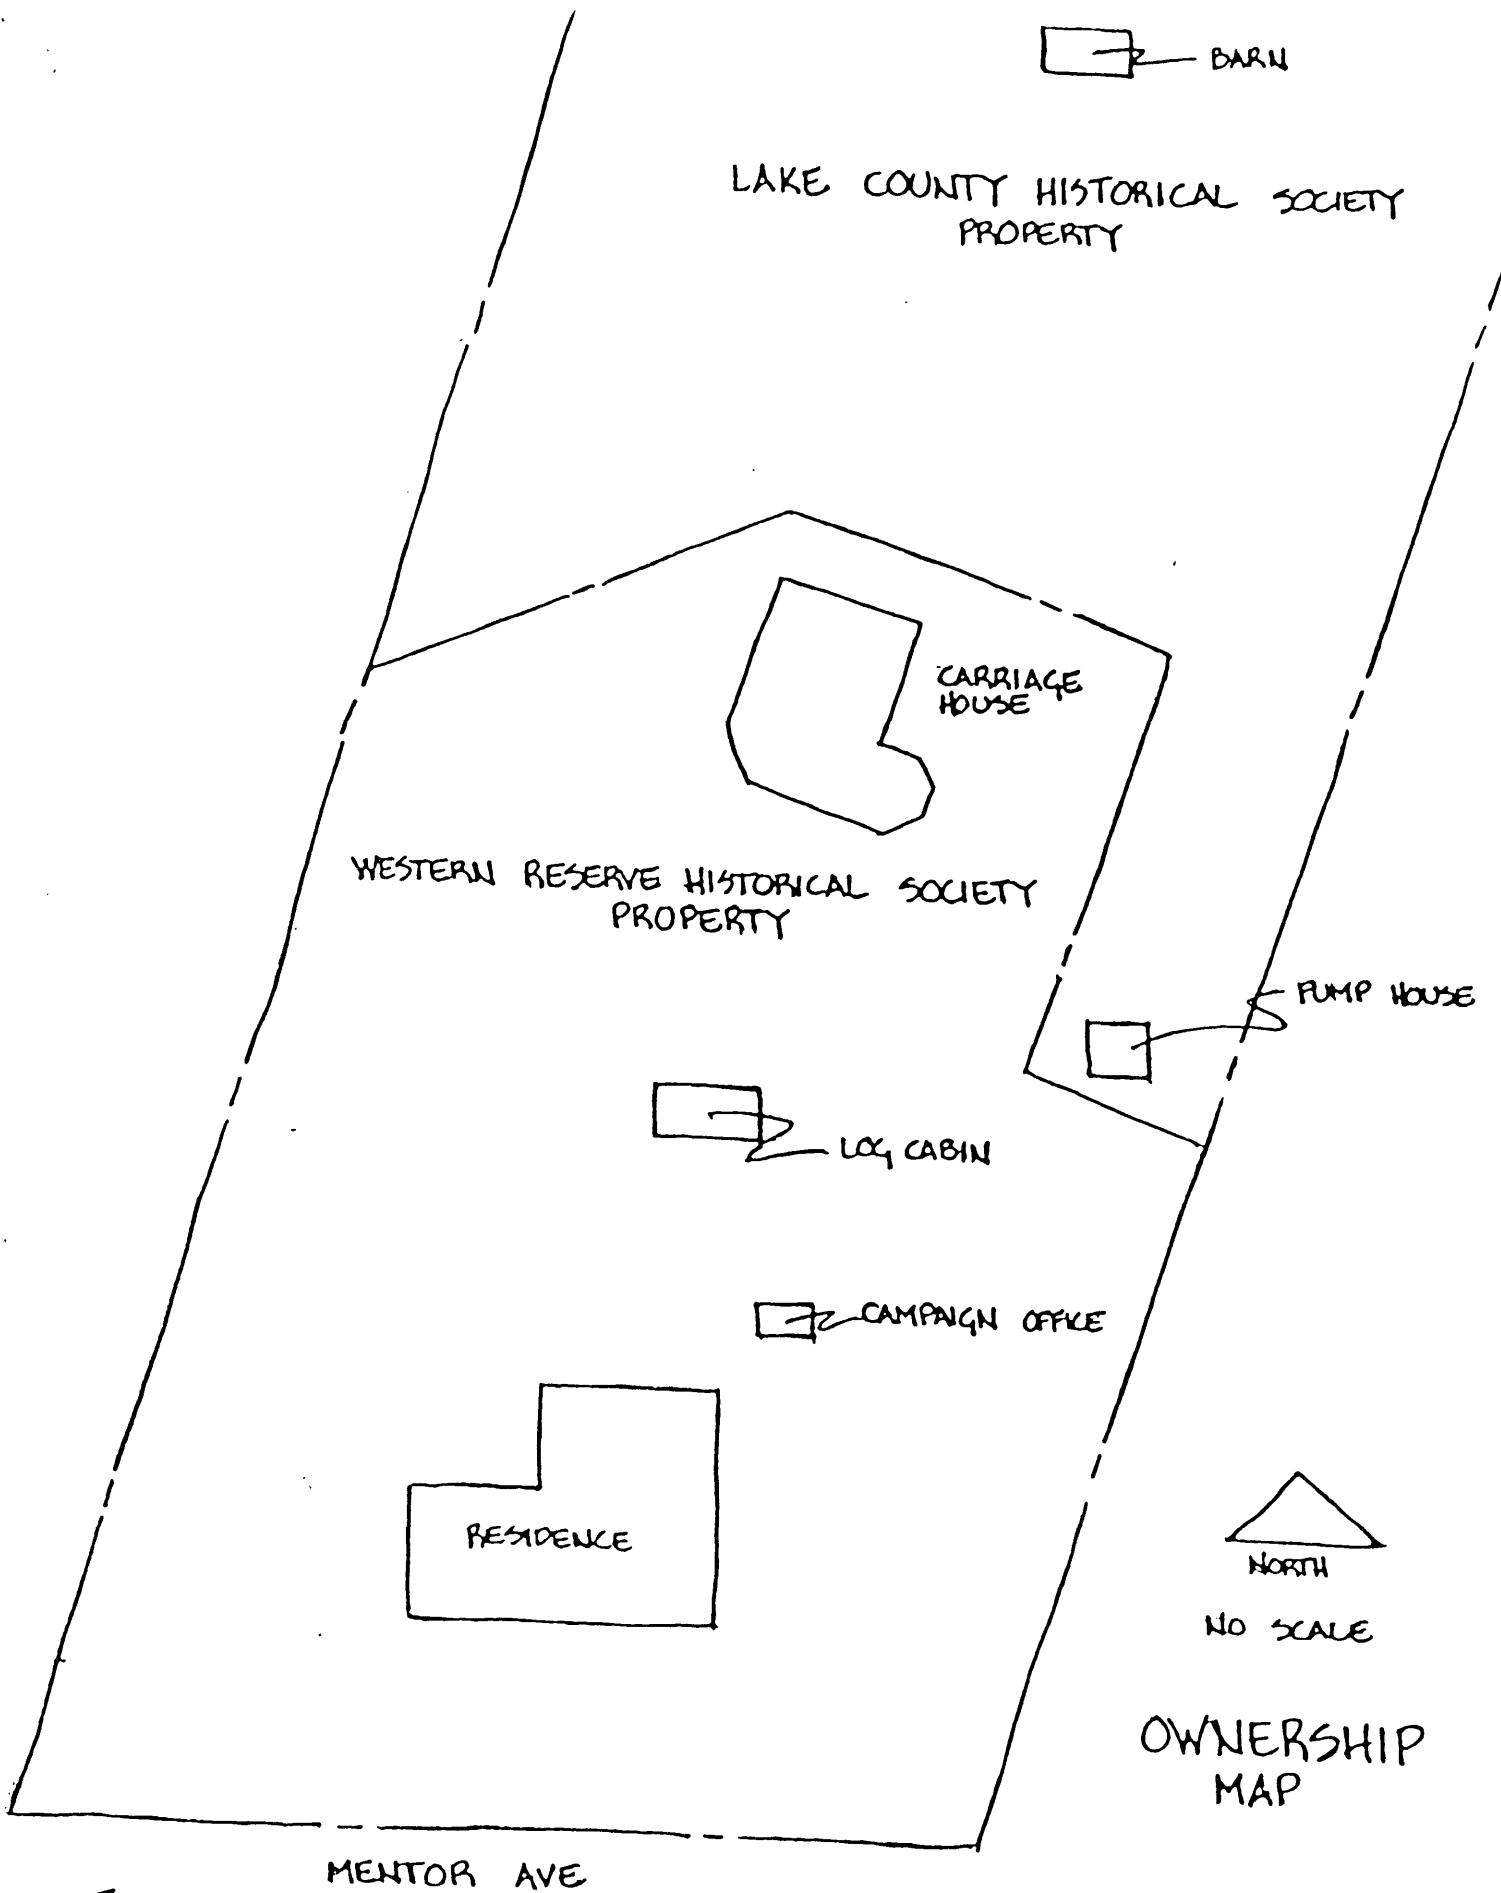 BARN
LAKE COUNTY HISTORICAL SOCIETY
PROPERTY
CARRIAGE
HOUSE
WESTERN RESERVE HISTORICAL SOCIETY
PROPERTY
PUMP HOUSE
LOG CABIN
CAMPAIGN OFFICE
RESIDENCE
NORTH
NO SCALE
OWNERSHIP
MAP
MENTOR AVE